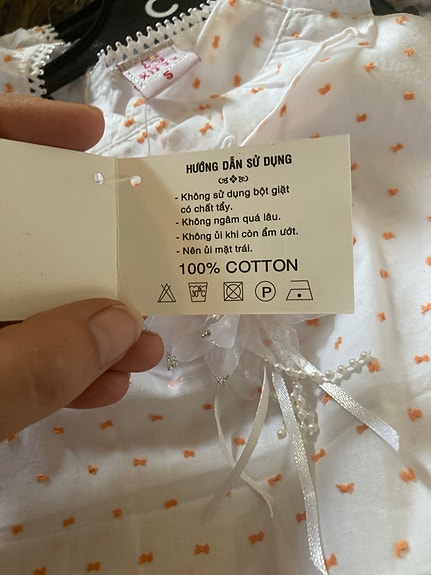 C
S
HƯỚNG DẪN SỬ DỤNG
- Không sử dụng bột giặt
có chất tẩy.
- Không ngâm quá lâu.
- Không ủi khi còn ẩm ướt.
- Nên ủi mặt trái.
100% COTTON
30°C P